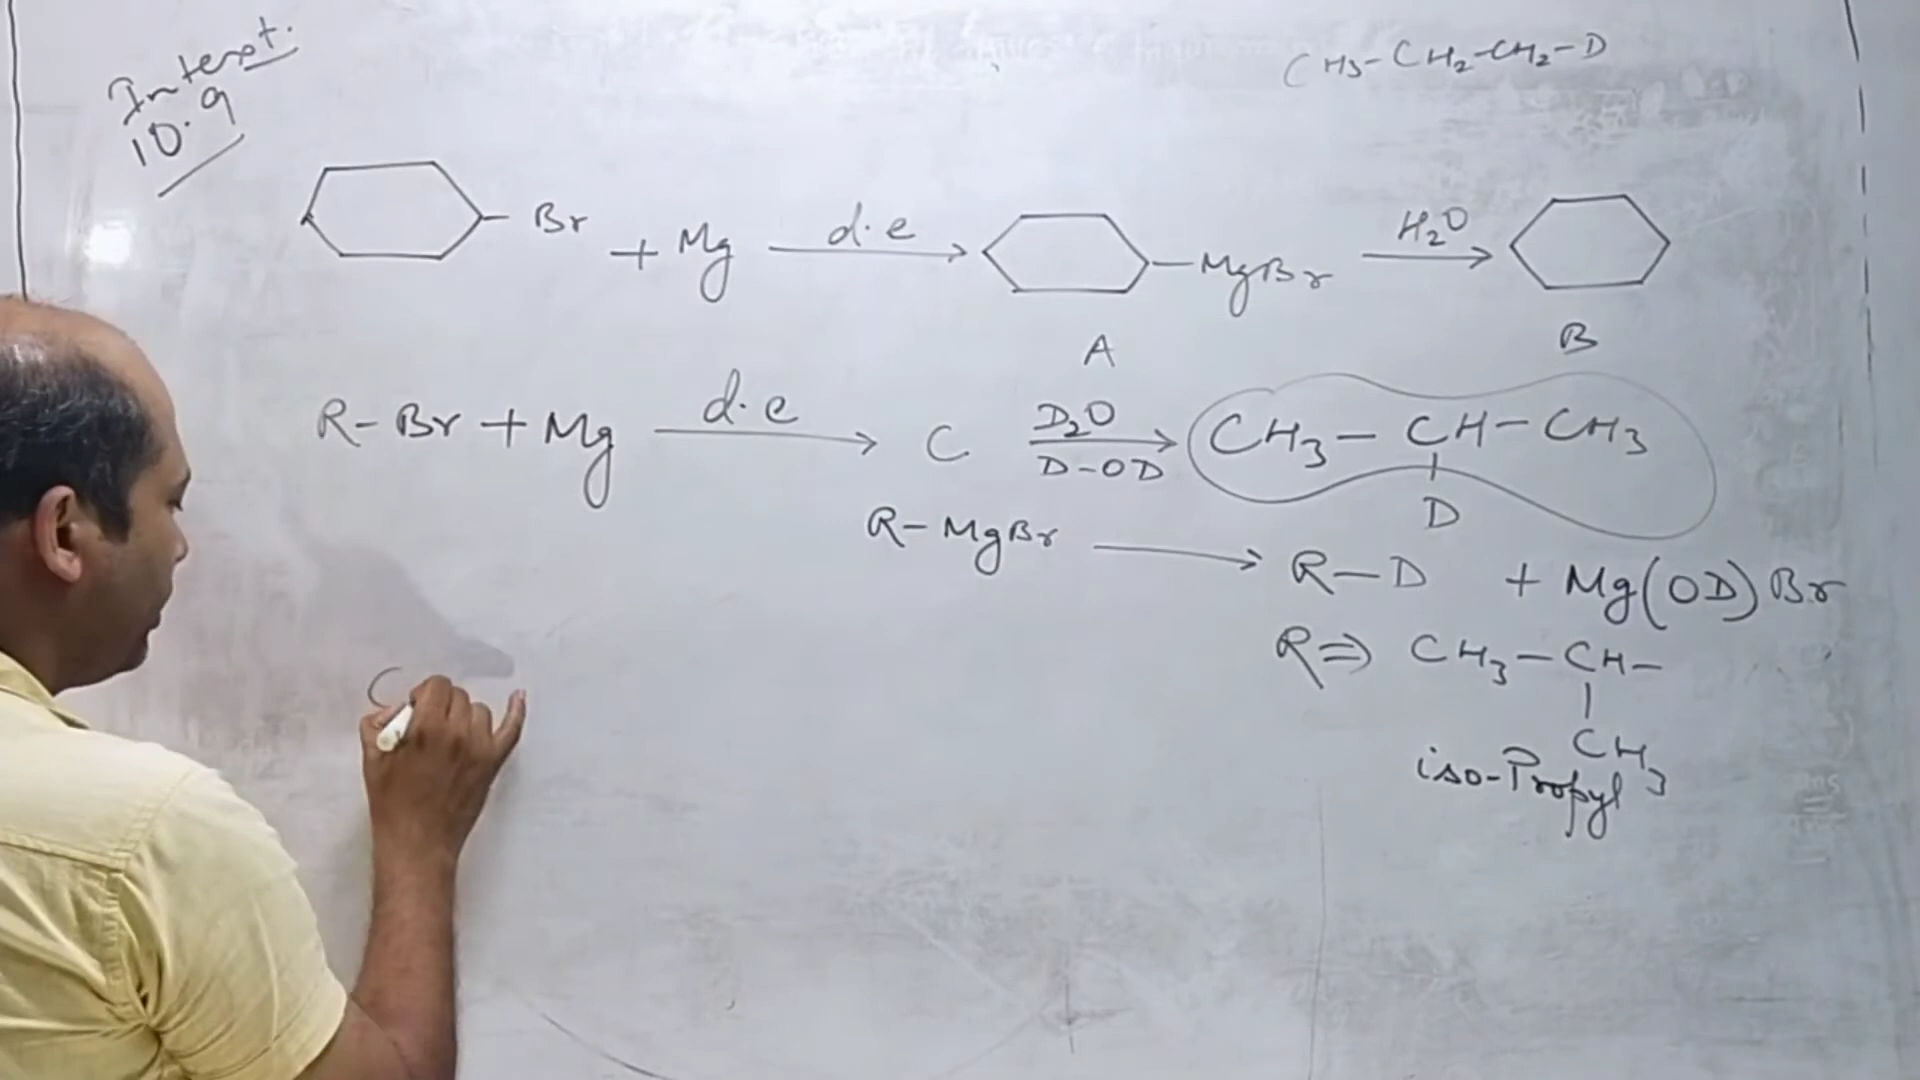 Intext.
10.9
CH3-CH2-CH2-D
Br + Mg d.e MgBr H2O
A B
R-Br + Mg d.e C D2O CH3-CH-CH3
D-OD
D
R-MgBr R-D + Mg(OD)Br
R⇒ CH3-CH-
CH3
iso-Propyl
C